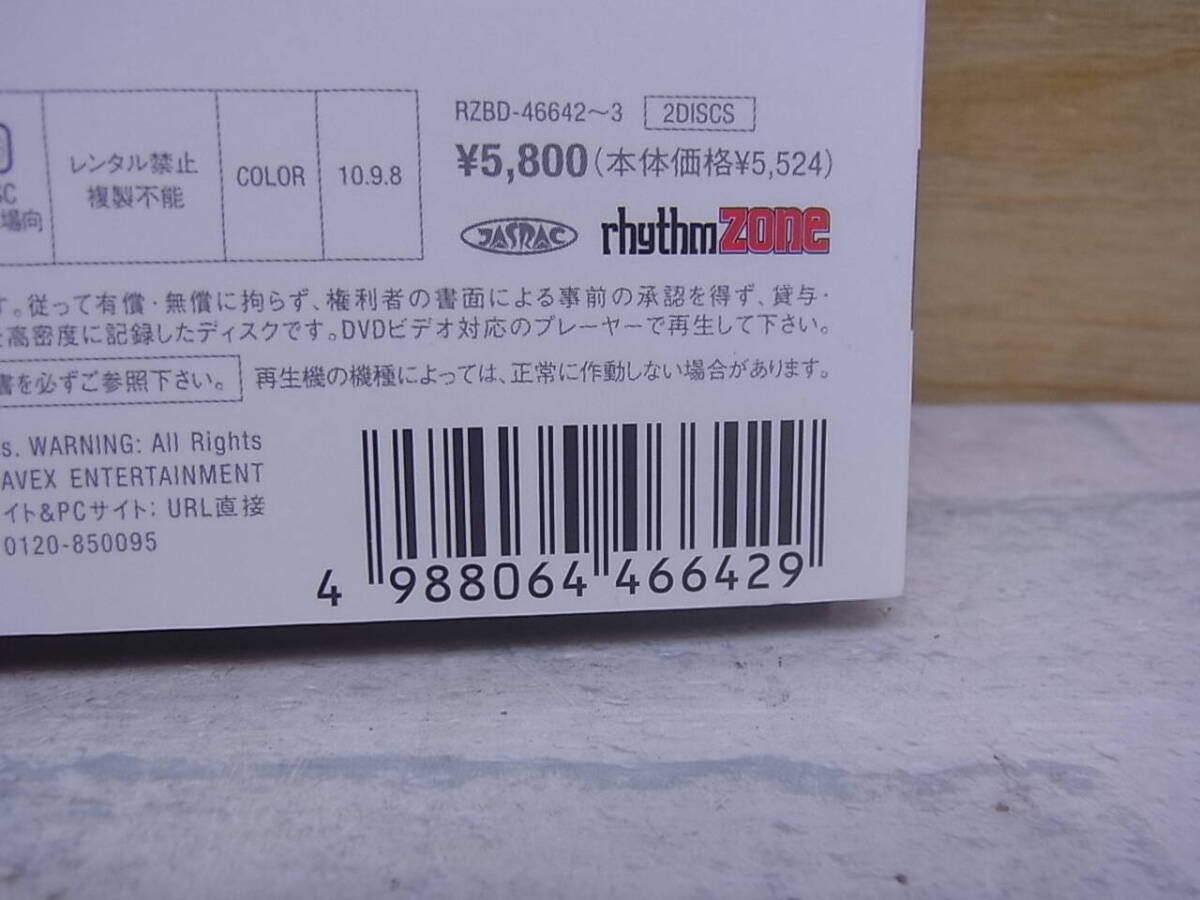 RZBD-46642～3 2DISCS
¥5,800(本体価格¥5,524)
レンタル禁止
複製不能
COLOR
10.9.8
SC
場向
JASRAC
rhythm zone
す。従って有償・無償に拘らず、権利者の書面による事前の承認を得ず、貸与・
を高密度に記録したディスクです。DVDビデオ対応のプレーヤーで再生して下さい。
書を必ずご参照下さい。 再生機の機種によっては、正常に作動しない場合があります。
s. WARNING: All Rights
AVEX ENTERTAINMENT
イト&PCサイト: URL直接
0120-850095
4 988064 466429